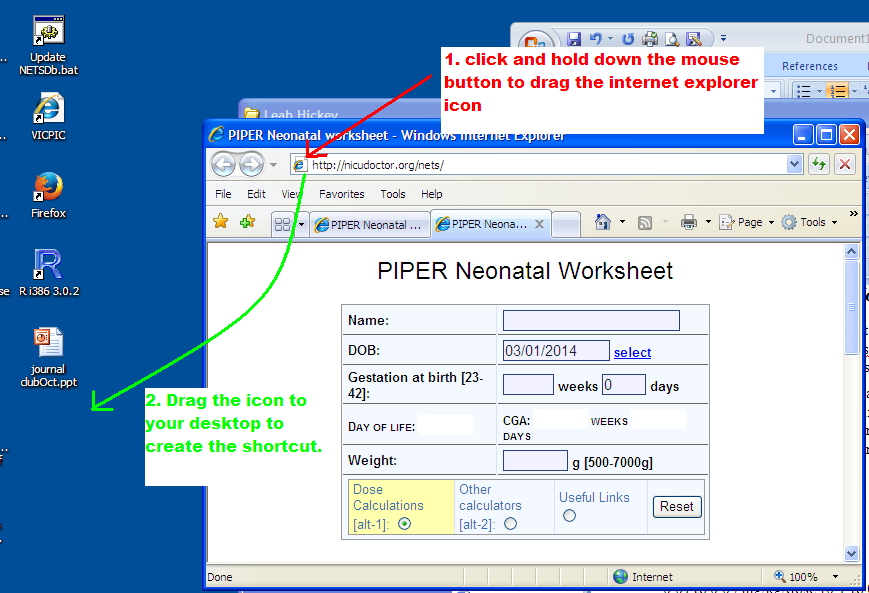 Update
NETSDb.bat
VICPIC
Firefox
R i386 3.0.2
journal
clubOct.ppt
Document1
References
Leah Hickey
1. click and hold down the mouse
button to drag the internet explorer
icon
PIPER Neonatal worksheet - Windows Internet Explorer
http://nicudoctor.org/nets/
File Edit View Favorites Tools Help
PIPER Neonatal ... PIPER Neona... Page Tools »
PIPER Neonatal Worksheet
Name:
DOB: 03/01/2014 select
Gestation at birth [23-
42]: weeks 0 days
DAY OF LIFE: CGA: WEEKS
DAYS
Weight: g [500-7000g]
Dose
Calculations
[alt-1]:
Other
calculators
[alt-2]:
Useful Links
Reset
2. Drag the icon to
your desktop to
create the shortcut.
Done Internet 100%